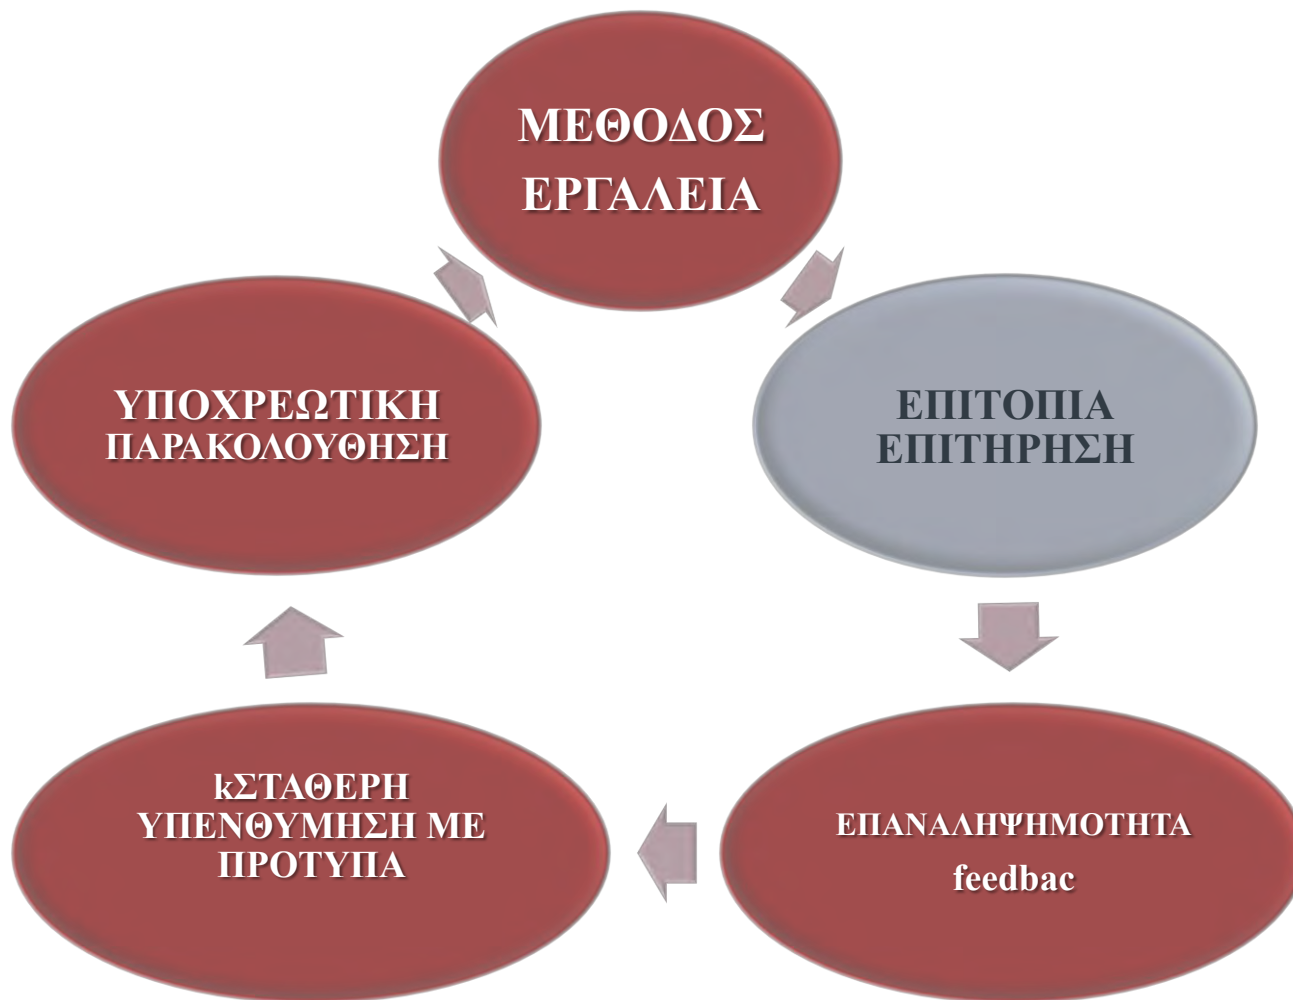 ΜΕΘΟΔΟΣ
ΕΡΓΑΛΕΙΑ
ΕΠΙΤΟΠΙΑ
ΕΠΙΤΗΡΗΣΗ
ΕΠΑΝΑΛΗΨΗΜΟΤΗΤΑ
feedbac
kΣΤΑΘΕΡΗ
ΥΠΕΝΘΥΜΗΣΗ ΜΕ
ΠΡΟΤΥΠΑ
ΥΠΟΧΡΕΩΤΙΚΗ
ΠΑΡΑΚΟΛΟΥΘΗΣΗ